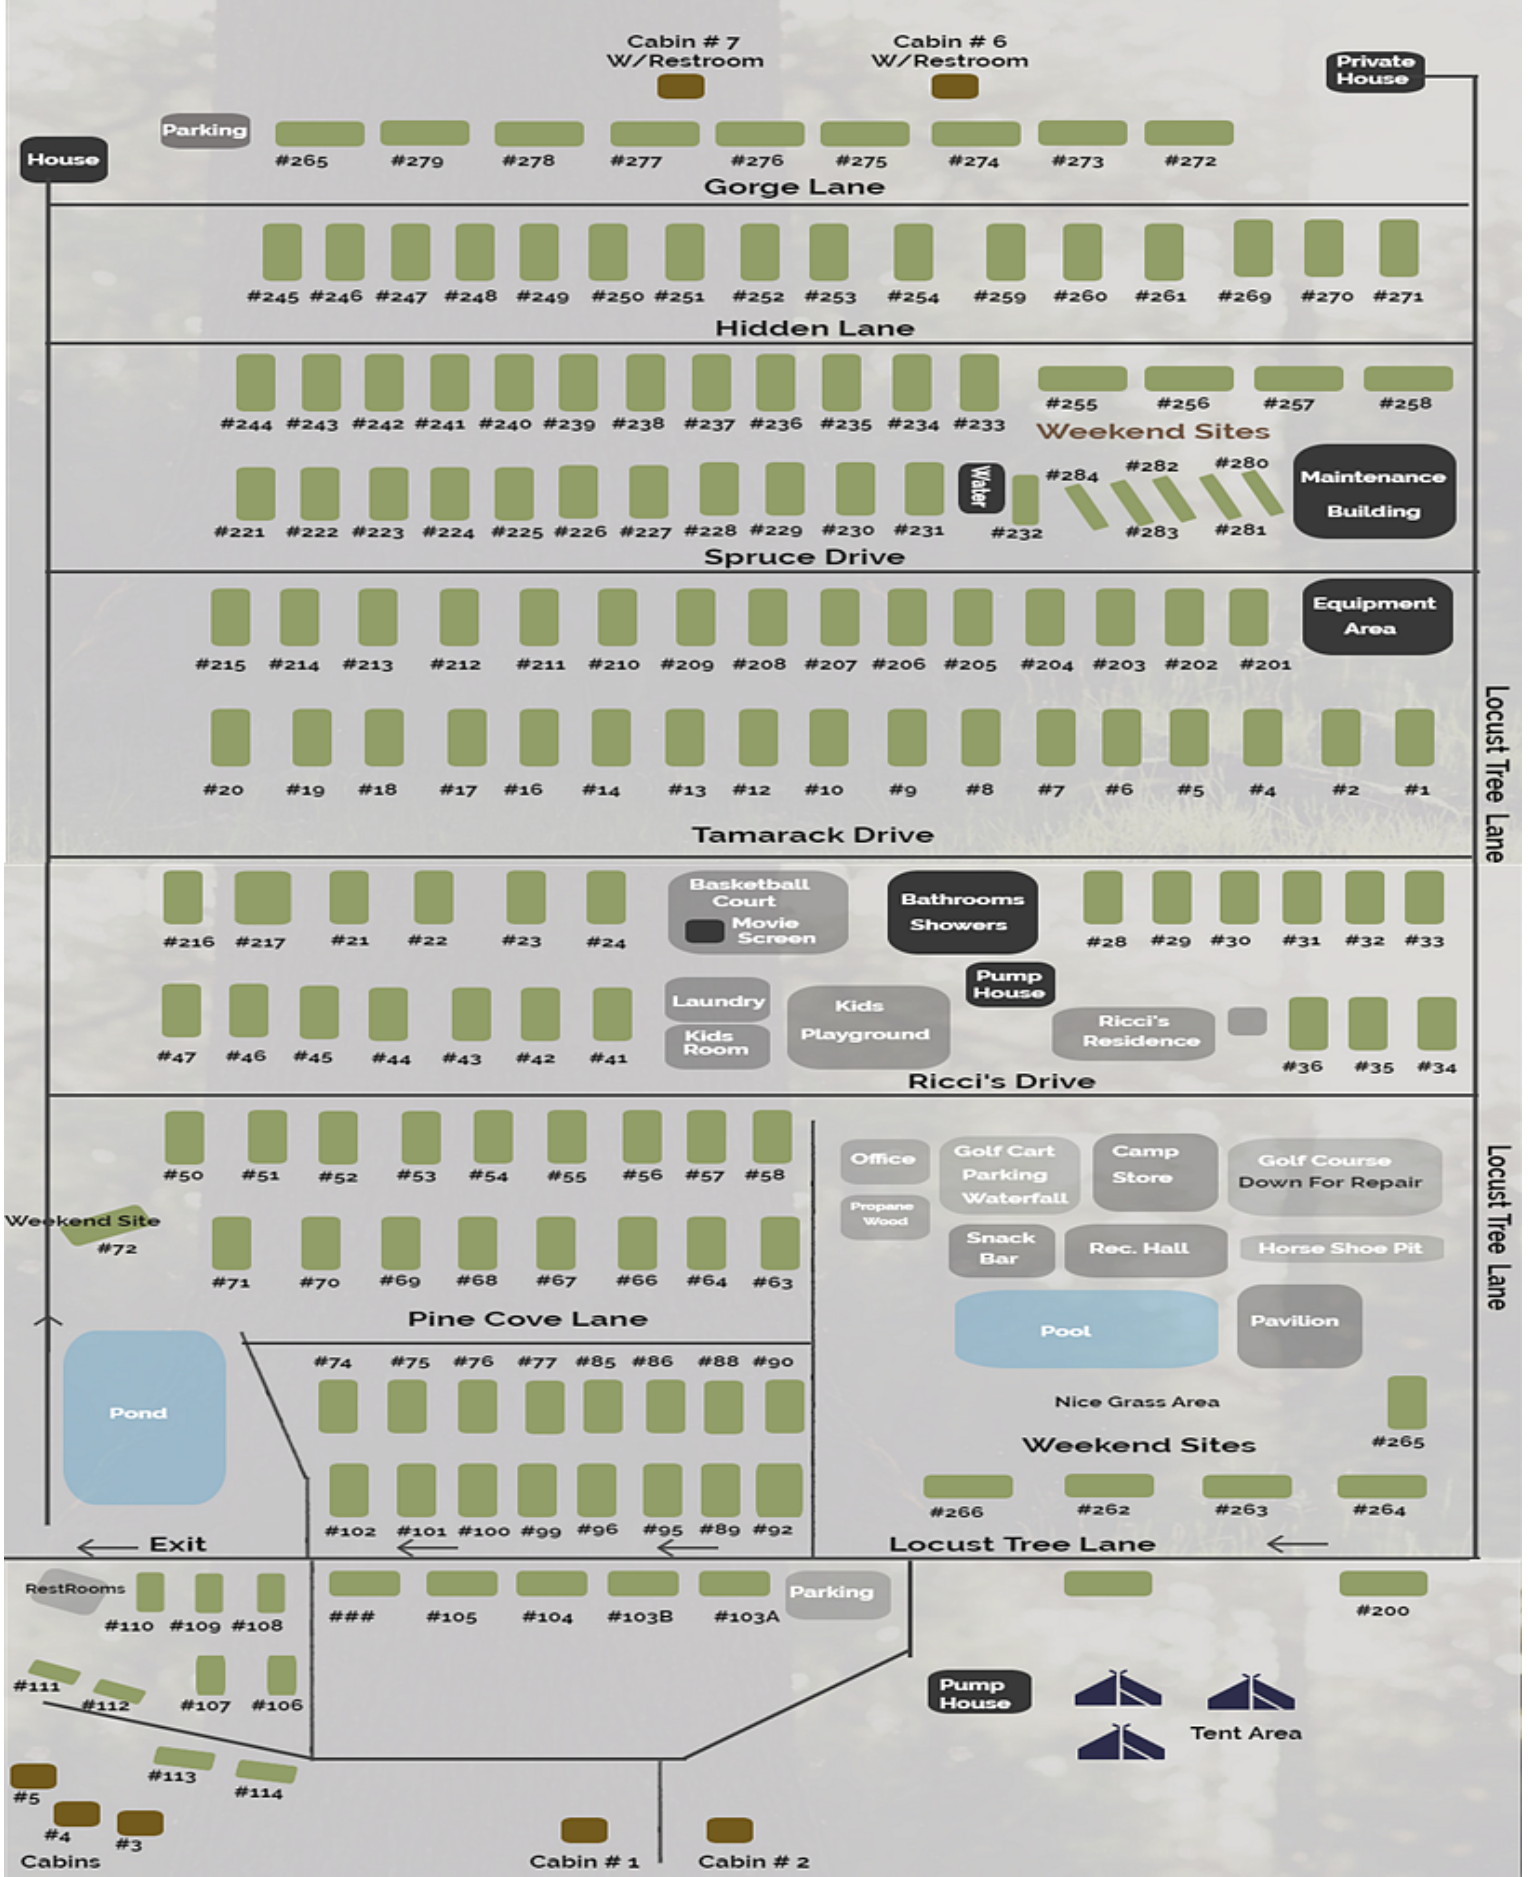 Cabin # 7
W/Restroom
Cabin # 6
W/Restroom
Private
House
Parking
House
#265 #279 #278 #277 #276 #275 #274 #273 #272
Gorge Lane
#245 #246 #247 #248 #249 #250 #251 #252 #253 #254 #259 #260 #261 #269 #270 #271
Hidden Lane
#244 #243 #242 #241 #240 #239 #238 #237 #236 #235 #234 #233
#255 #256 #257 #258
Weekend Sites
#284 #282 #280
Water
Maintenance
Building
#221 #222 #223 #224 #225 #226 #227 #228 #229 #230 #231 #232 #283 #281
Spruce Drive
Equipment
Area
#215 #214 #213 #212 #211 #210 #209 #208 #207 #206 #205 #204 #203 #202 #201
Locust Tree Lane
#20 #19 #18 #17 #16 #14 #13 #12 #10 #9 #8 #7 #6 #5 #4 #2 #1
Tamarack Drive
Basketball
Court
Movie
Screen
Bathrooms
Showers
#216 #217 #21 #22 #23 #24
#28 #29 #30 #31 #32 #33
Pump
House
Laundry
Kids
Room
Kids
Playground
Ricci's
Residence
#47 #46 #45 #44 #43 #42 #41
#36 #35 #34
Ricci's Drive
#50 #51 #52 #53 #54 #55 #56 #57 #58
Office
Golf Cart
Parking
Waterfall
Camp
Store
Golf Course
Down For Repair
Propane
Wood
Locust Tree Lane
Weekend Site
#72
Snack
Bar
Rec. Hall
Horse Shoe Pit
#71 #70 #69 #68 #67 #66 #64 #63
Pine Cove Lane
Pool
Pavilion
#74 #75 #76 #77 #85 #86 #88 #90
Pond
Nice Grass Area
Weekend Sites
#265
#266 #262 #263 #264
#102 #101 #100 #99 #96 #95 #89 #92
Exit
Locust Tree Lane
RestRooms
#110 #109 #108
### #105 #104 #103B #103A
Parking
#200
#111 #112 #107 #106
Pump
House
Tent Area
#113 #114
#5
#4
#3
Cabins
Cabin # 1
Cabin # 2